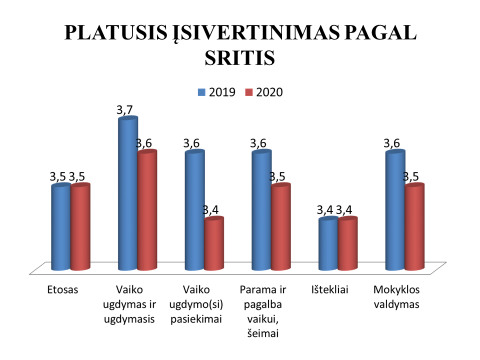 PLATUSIS ĮSIVERTINIMAS PAGAL
SRITIS
2019 2020
3,5 3,5 3,7 3,6 3,6 3,4 3,6 3,5 3,4 3,4 3,6 3,5
Etosas
Vaiko
ugdymas ir
ugdymasis
Vaiko
ugdymo(si)
pasiekimai
Parama ir
pagalba
vaikui,
šeimai
Ištekliai
Mokyklos
valdymas